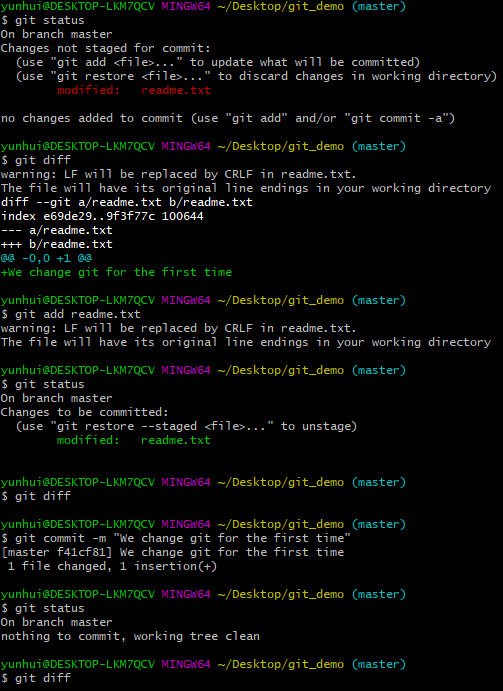 yunhui@DESKTOP-LKM7QCV MINGW64 ~/Desktop/git_demo (master)
$ git status
On branch master
Changes not staged for commit:
  (use "git add <file>..." to update what will be committed)
  (use "git restore <file>..." to discard changes in working directory)
        modified:   readme.txt

no changes added to commit (use "git add" and/or "git commit -a")

yunhui@DESKTOP-LKM7QCV MINGW64 ~/Desktop/git_demo (master)
$ git diff
warning: LF will be replaced by CRLF in readme.txt.
The file will have its original line endings in your working directory
diff --git a/readme.txt b/readme.txt
index e69de29..9f3f77c 100644
--- a/readme.txt
+++ b/readme.txt
@@ -0,0 +1 @@
+We change git for the first time

yunhui@DESKTOP-LKM7QCV MINGW64 ~/Desktop/git_demo (master)
$ git add readme.txt
warning: LF will be replaced by CRLF in readme.txt.
The file will have its original line endings in your working directory

yunhui@DESKTOP-LKM7QCV MINGW64 ~/Desktop/git_demo (master)
$ git status
On branch master
Changes to be committed:
  (use "git restore --staged <file>..." to unstage)
        modified:   readme.txt


yunhui@DESKTOP-LKM7QCV MINGW64 ~/Desktop/git_demo (master)
$ git diff

yunhui@DESKTOP-LKM7QCV MINGW64 ~/Desktop/git_demo (master)
$ git commit -m "We change git for the first time"
[master f41cf81] We change git for the first time
 1 file changed, 1 insertion(+)

yunhui@DESKTOP-LKM7QCV MINGW64 ~/Desktop/git_demo (master)
$ git status
On branch master
nothing to commit, working tree clean

yunhui@DESKTOP-LKM7QCV MINGW64 ~/Desktop/git_demo (master)
$ git diff